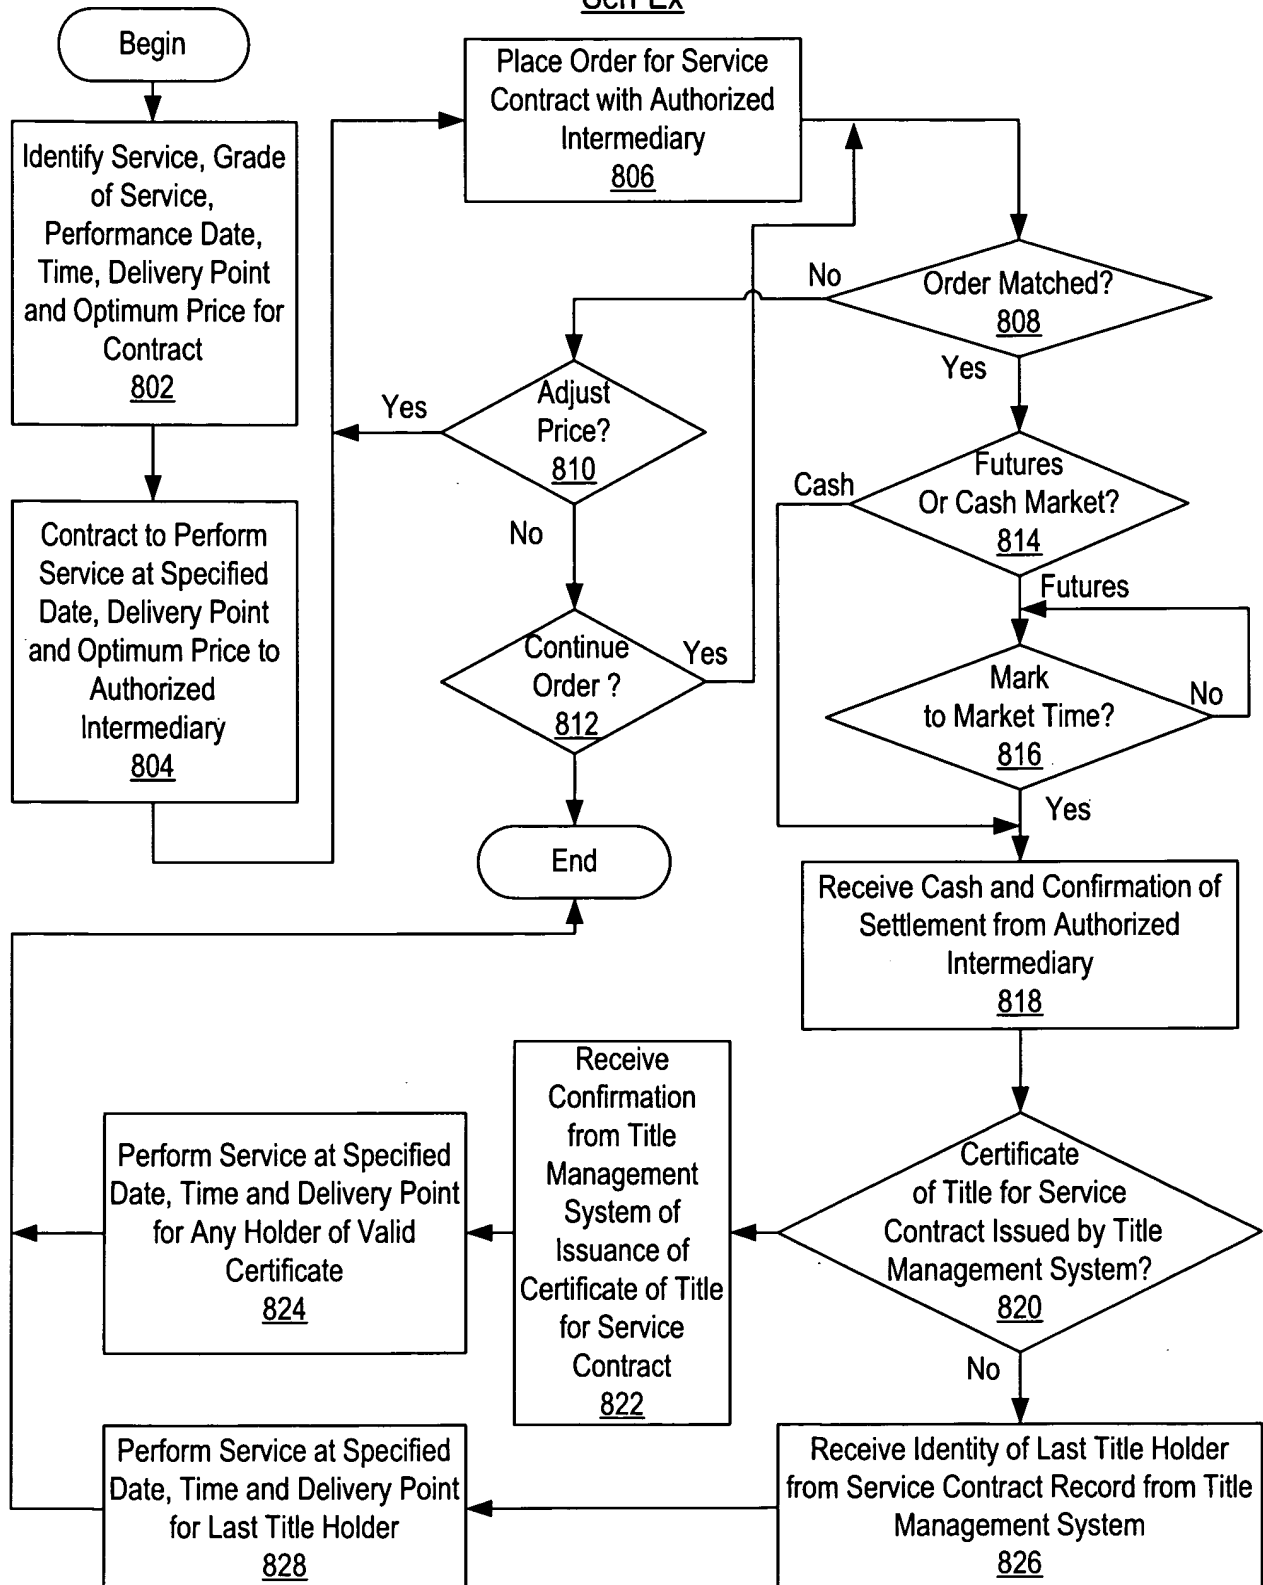 Begin
Identify Service, Grade
of Service,
Performance Date,
Time, Delivery Point
and Optimum Price for
Contract
802
Contract to Perform
Service at Specified
Date, Delivery Point
and Optimum Price to
Authorized
Intermediary
804
Place Order for Service
Contract with Authorized
Intermediary
806
Order Matched?
808
No
Yes
Adjust
Price?
810
Yes
No
Continue
Order ?
812
Yes
End
Futures
Or Cash Market?
814
Cash
Futures
Mark
to Market Time?
816
No
Yes
Receive Cash and Confirmation of
Settlement from Authorized
Intermediary
818
Certificate
of Title for Service
Contract Issued by Title
Management System?
820
No
Receive
Confirmation
from Title
Management
System of
Issuance of
Certificate of Title
for Service
Contract
822
Perform Service at Specified
Date, Time and Delivery Point
for Any Holder of Valid
Certificate
824
Receive Identity of Last Title Holder
from Service Contract Record from Title
Management System
826
Perform Service at Specified
Date, Time and Delivery Point
for Last Title Holder
828